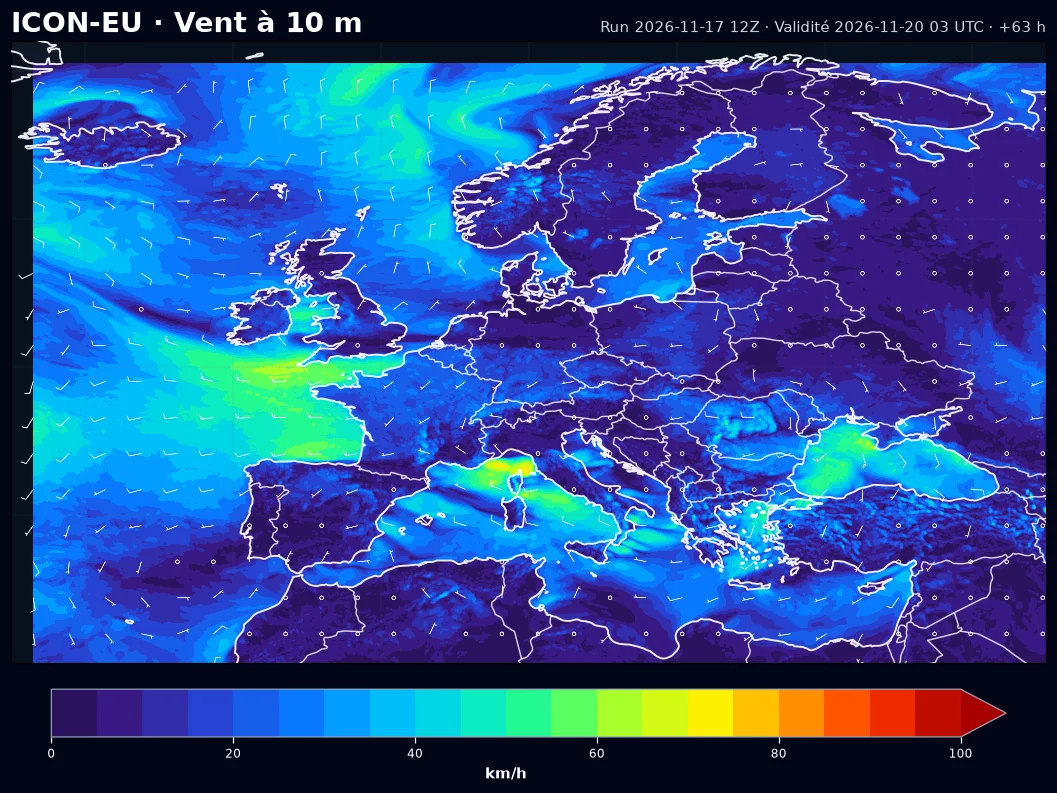 ICON-EU · Vent à 10 m
Run 2026-11-17 12Z · Validité 2026-11-20 03 UTC · +63 h
0 20 40 60 80 100
km/h